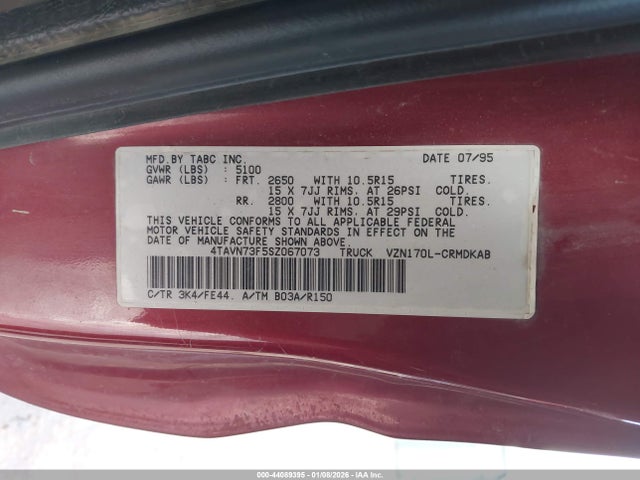 MFD.BY TABC INC. DATE 07/95
GVWR (LBS) : 5100
GAWR (LBS) : FRT. 2650 WITH 10.5R15 TIRES.
15 X 7JJ RIMS. AT 26PSI COLD.
RR. 2800 WITH 10.5R15 TIRES.
15 X 7JJ RIMS. AT 29PSI COLD.
THIS VEHICLE CONFORMS TO ALL APPLICABLE FEDERAL
MOTOR VEHICLE SAFETY STANDARDS IN EFFECT ON THE
DATE OF MANUFACTURE SHOWN ABOVE.
4TAVN73F5SZ067073 TRUCK VZN170L-CRMDKAB
C/TR 3K4/FE44. A/TM B03A/R150
000-44089395 - 01/08/2026 - IAAI.COM